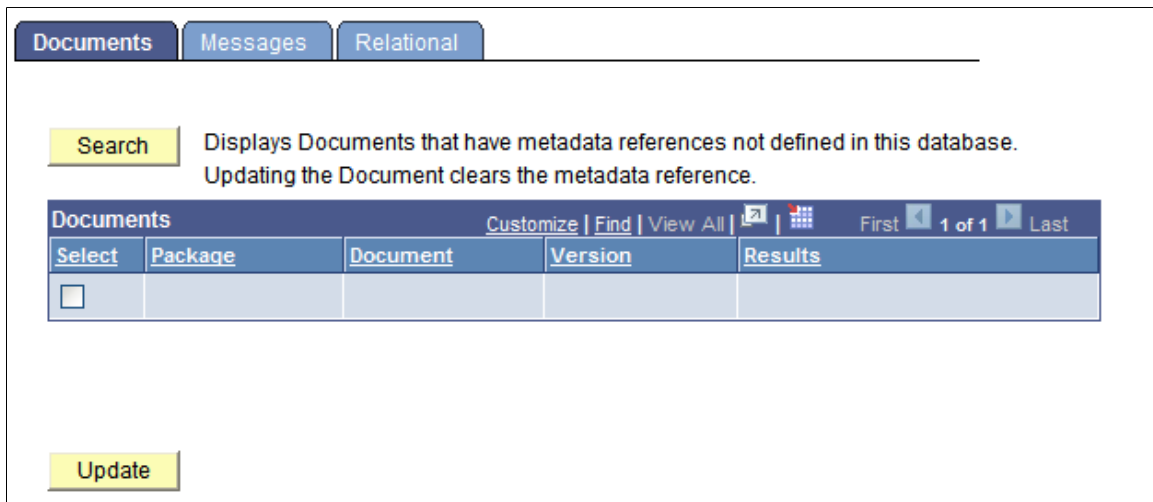 Documents Messages Relational
Search Displays Documents that have metadata references not defined in this database.
Updating the Document clears the metadata reference.
Documents Customize | Find | View All | | First 1 of 1 Last
Select Package Document Version Results
Update